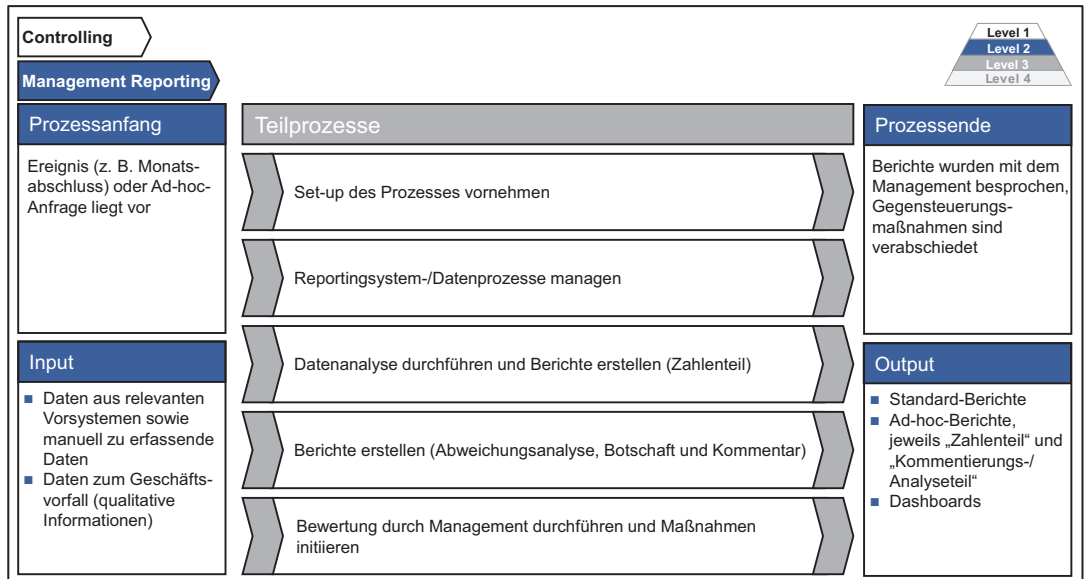 Controlling
Management Reporting
Level 1
Level 2
Level 3
Level 4
Prozessanfang
Ereignis (z. B. Monats-
abschluss) oder Ad-hoc-
Anfrage liegt vor
Input
Daten aus relevanten
Vorsystemen sowie
manuell zu erfassende
Daten
Daten zum Geschäfts-
vorfall (qualitative
Informationen)
Teilprozesse
Set-up des Prozesses vornehmen
Reportingsystem-/Datenprozesse managen
Datenanalyse durchführen und Berichte erstellen (Zahlenteil)
Berichte erstellen (Abweichungsanalyse, Botschaft und Kommentar)
Bewertung durch Management durchführen und Maßnahmen
initiieren
Prozessende
Berichte wurden mit dem
Management besprochen,
Gegensteuerungs-
maßnahmen sind
verabschiedet
Output
Standard-Berichte
Ad-hoc-Berichte,
jeweils „Zahlenteil“ und
„Kommentierungs-/
Analyseteil“
Dashboards